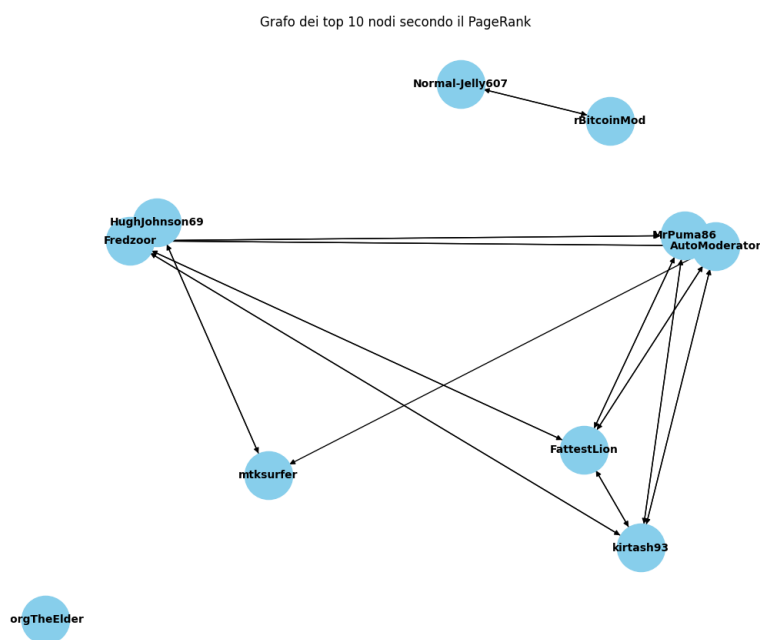 Grafo dei top 10 nodi secondo il PageRank
Normal-Jelly607
rBitcoinMod
HughJohnson69
Fredzoor
MrPuma86
AutoModerator
FattestLion
mtksurfer
kirtash93
orgTheElder